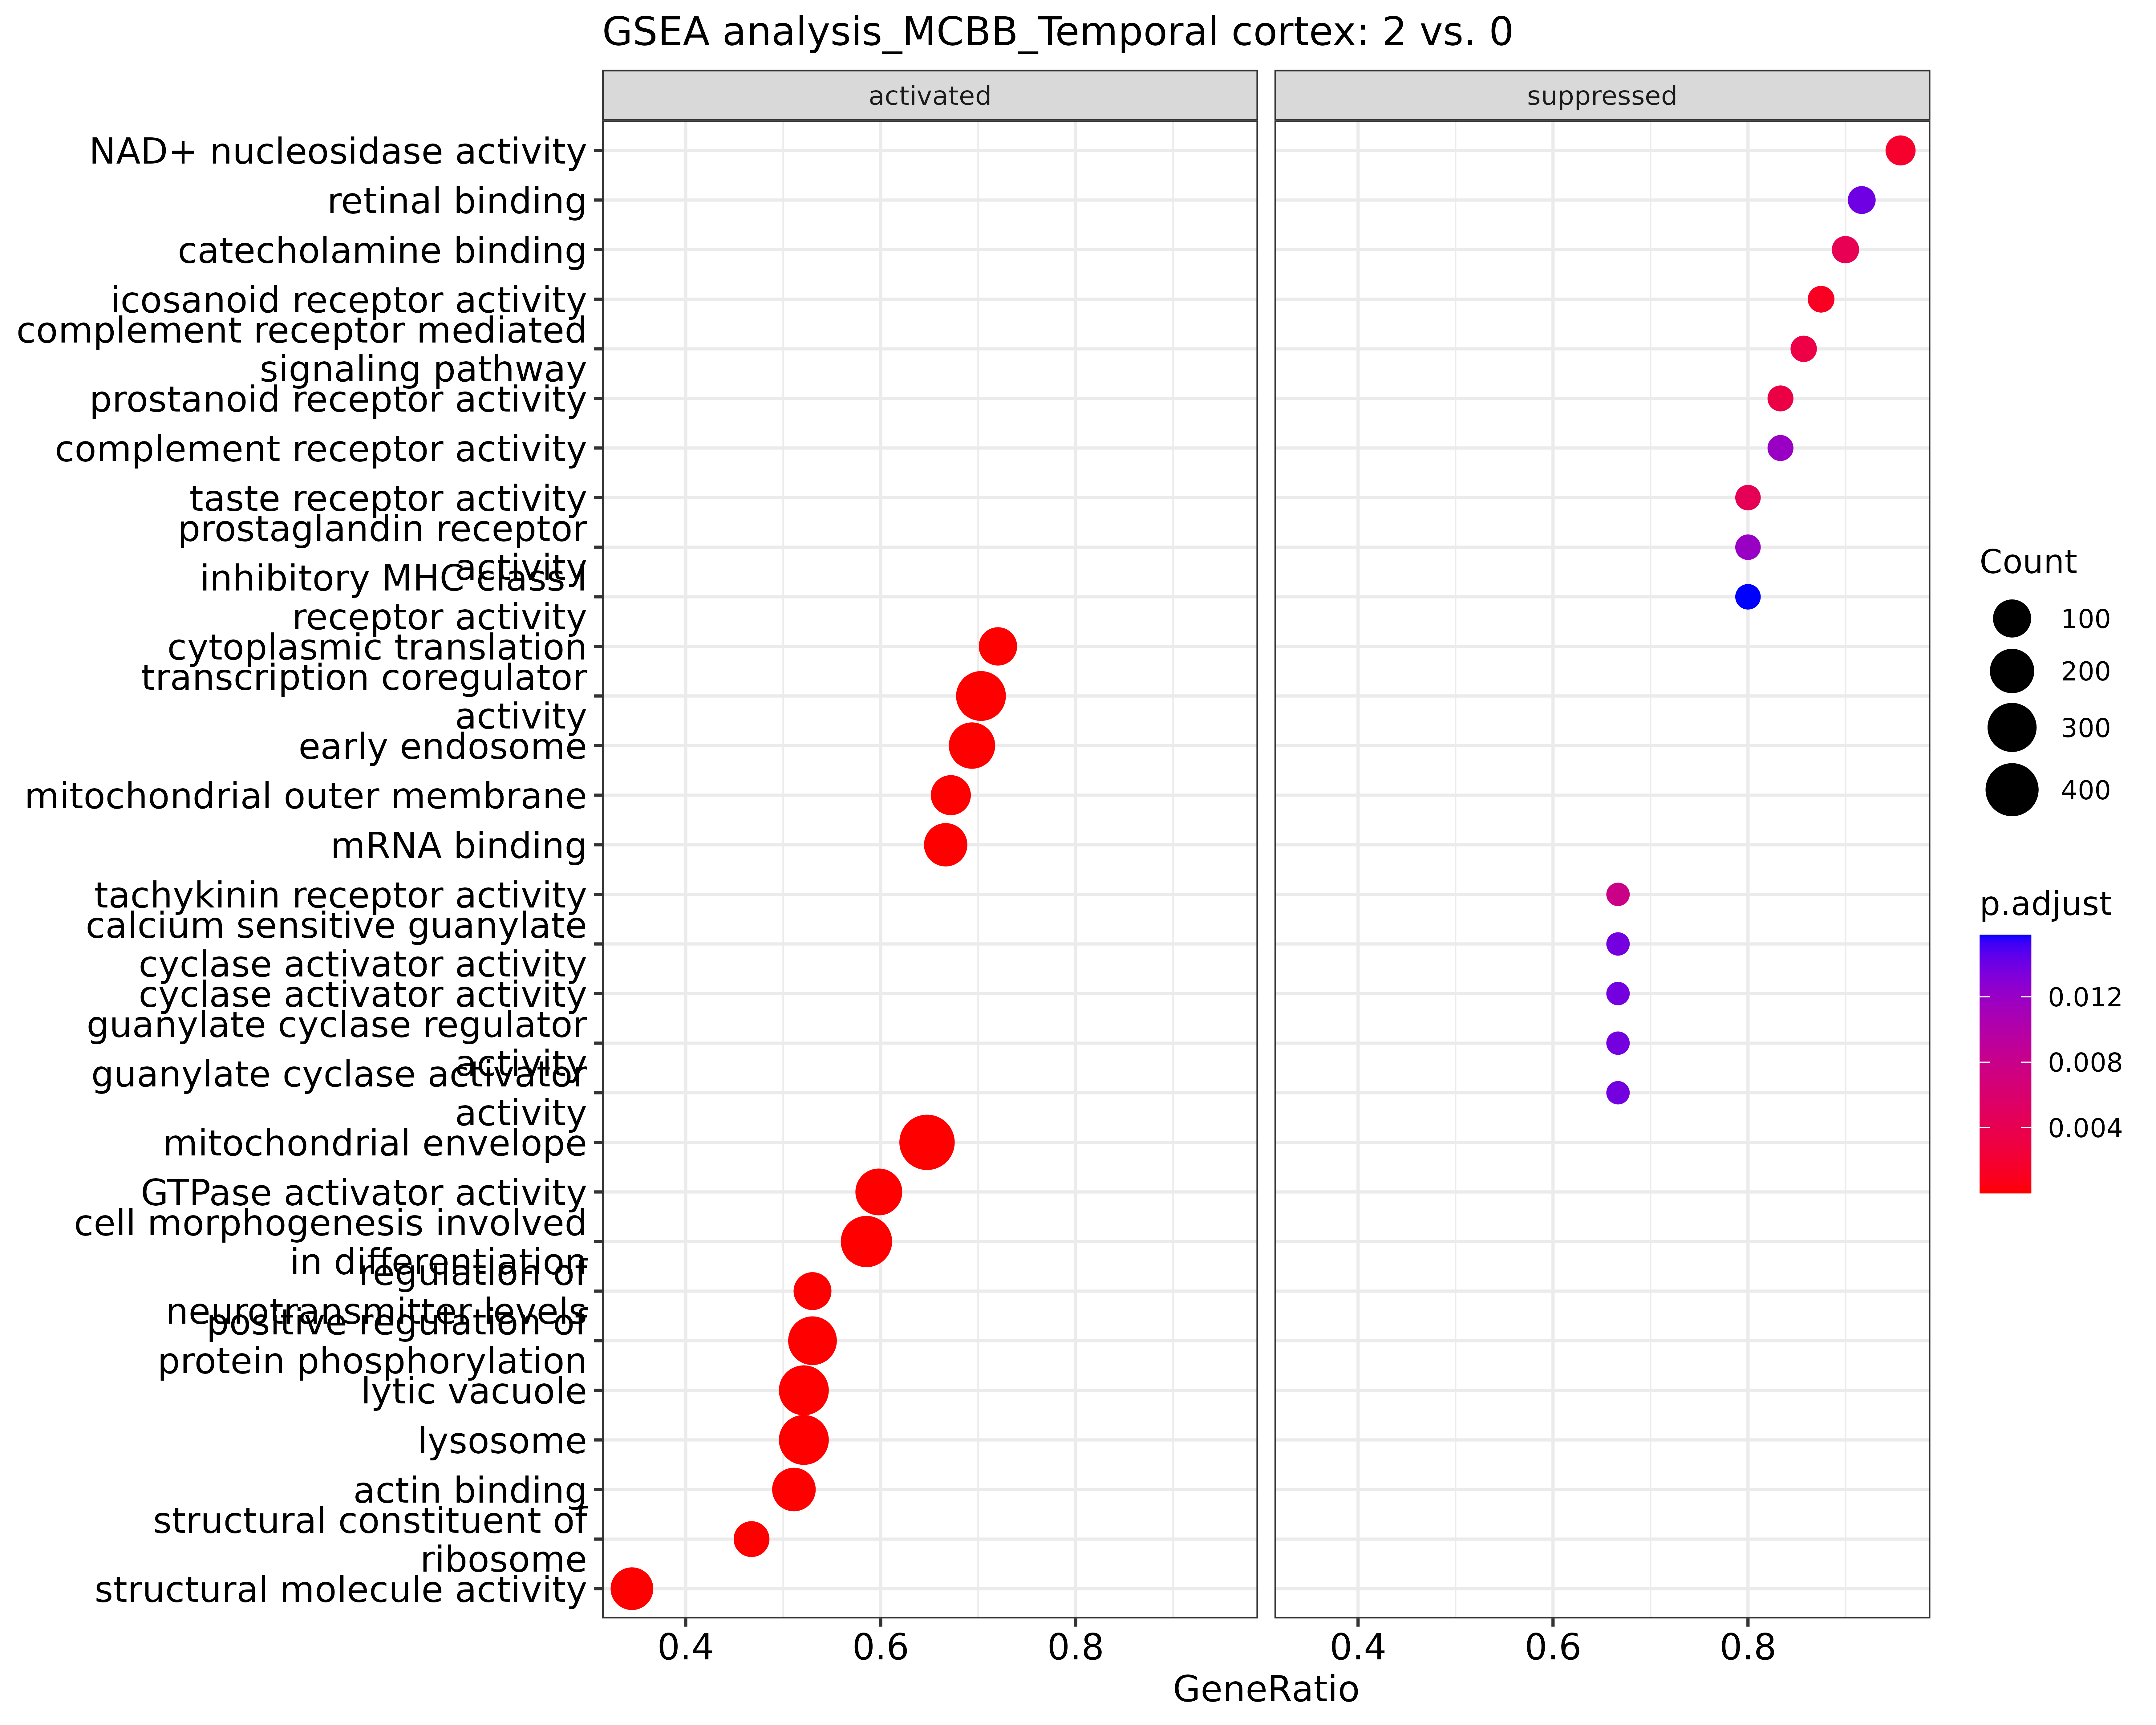 GSEA analysis_MCBB_Temporal cortex: 2 vs. 0
activated
suppressed
NAD+ nucleosidase activity
retinal binding
catecholamine binding
icosanoid receptor activity
complement receptor mediated
signaling pathway
prostanoid receptor activity
complement receptor activity
taste receptor activity
prostaglandin receptor
activity
inhibitory MHC class I
receptor activity
cytoplasmic translation
transcription coregulator
activity
early endosome
mitochondrial outer membrane
mRNA binding
tachykinin receptor activity
calcium sensitive guanylate
cyclase activator activity
cyclase activator activity
guanylate cyclase regulator
activity
guanylate cyclase activator
activity
mitochondrial envelope
GTPase activator activity
cell morphogenesis involved
in differentiation
regulation of
neurotransmitter levels
positive regulation of
protein phosphorylation
lytic vacuole
lysosome
actin binding
structural constituent of
ribosome
structural molecule activity
0.4 0.6 0.8
0.4 0.6 0.8
GeneRatio
Count
100
200
300
400
p.adjust
0.012
0.008
0.004